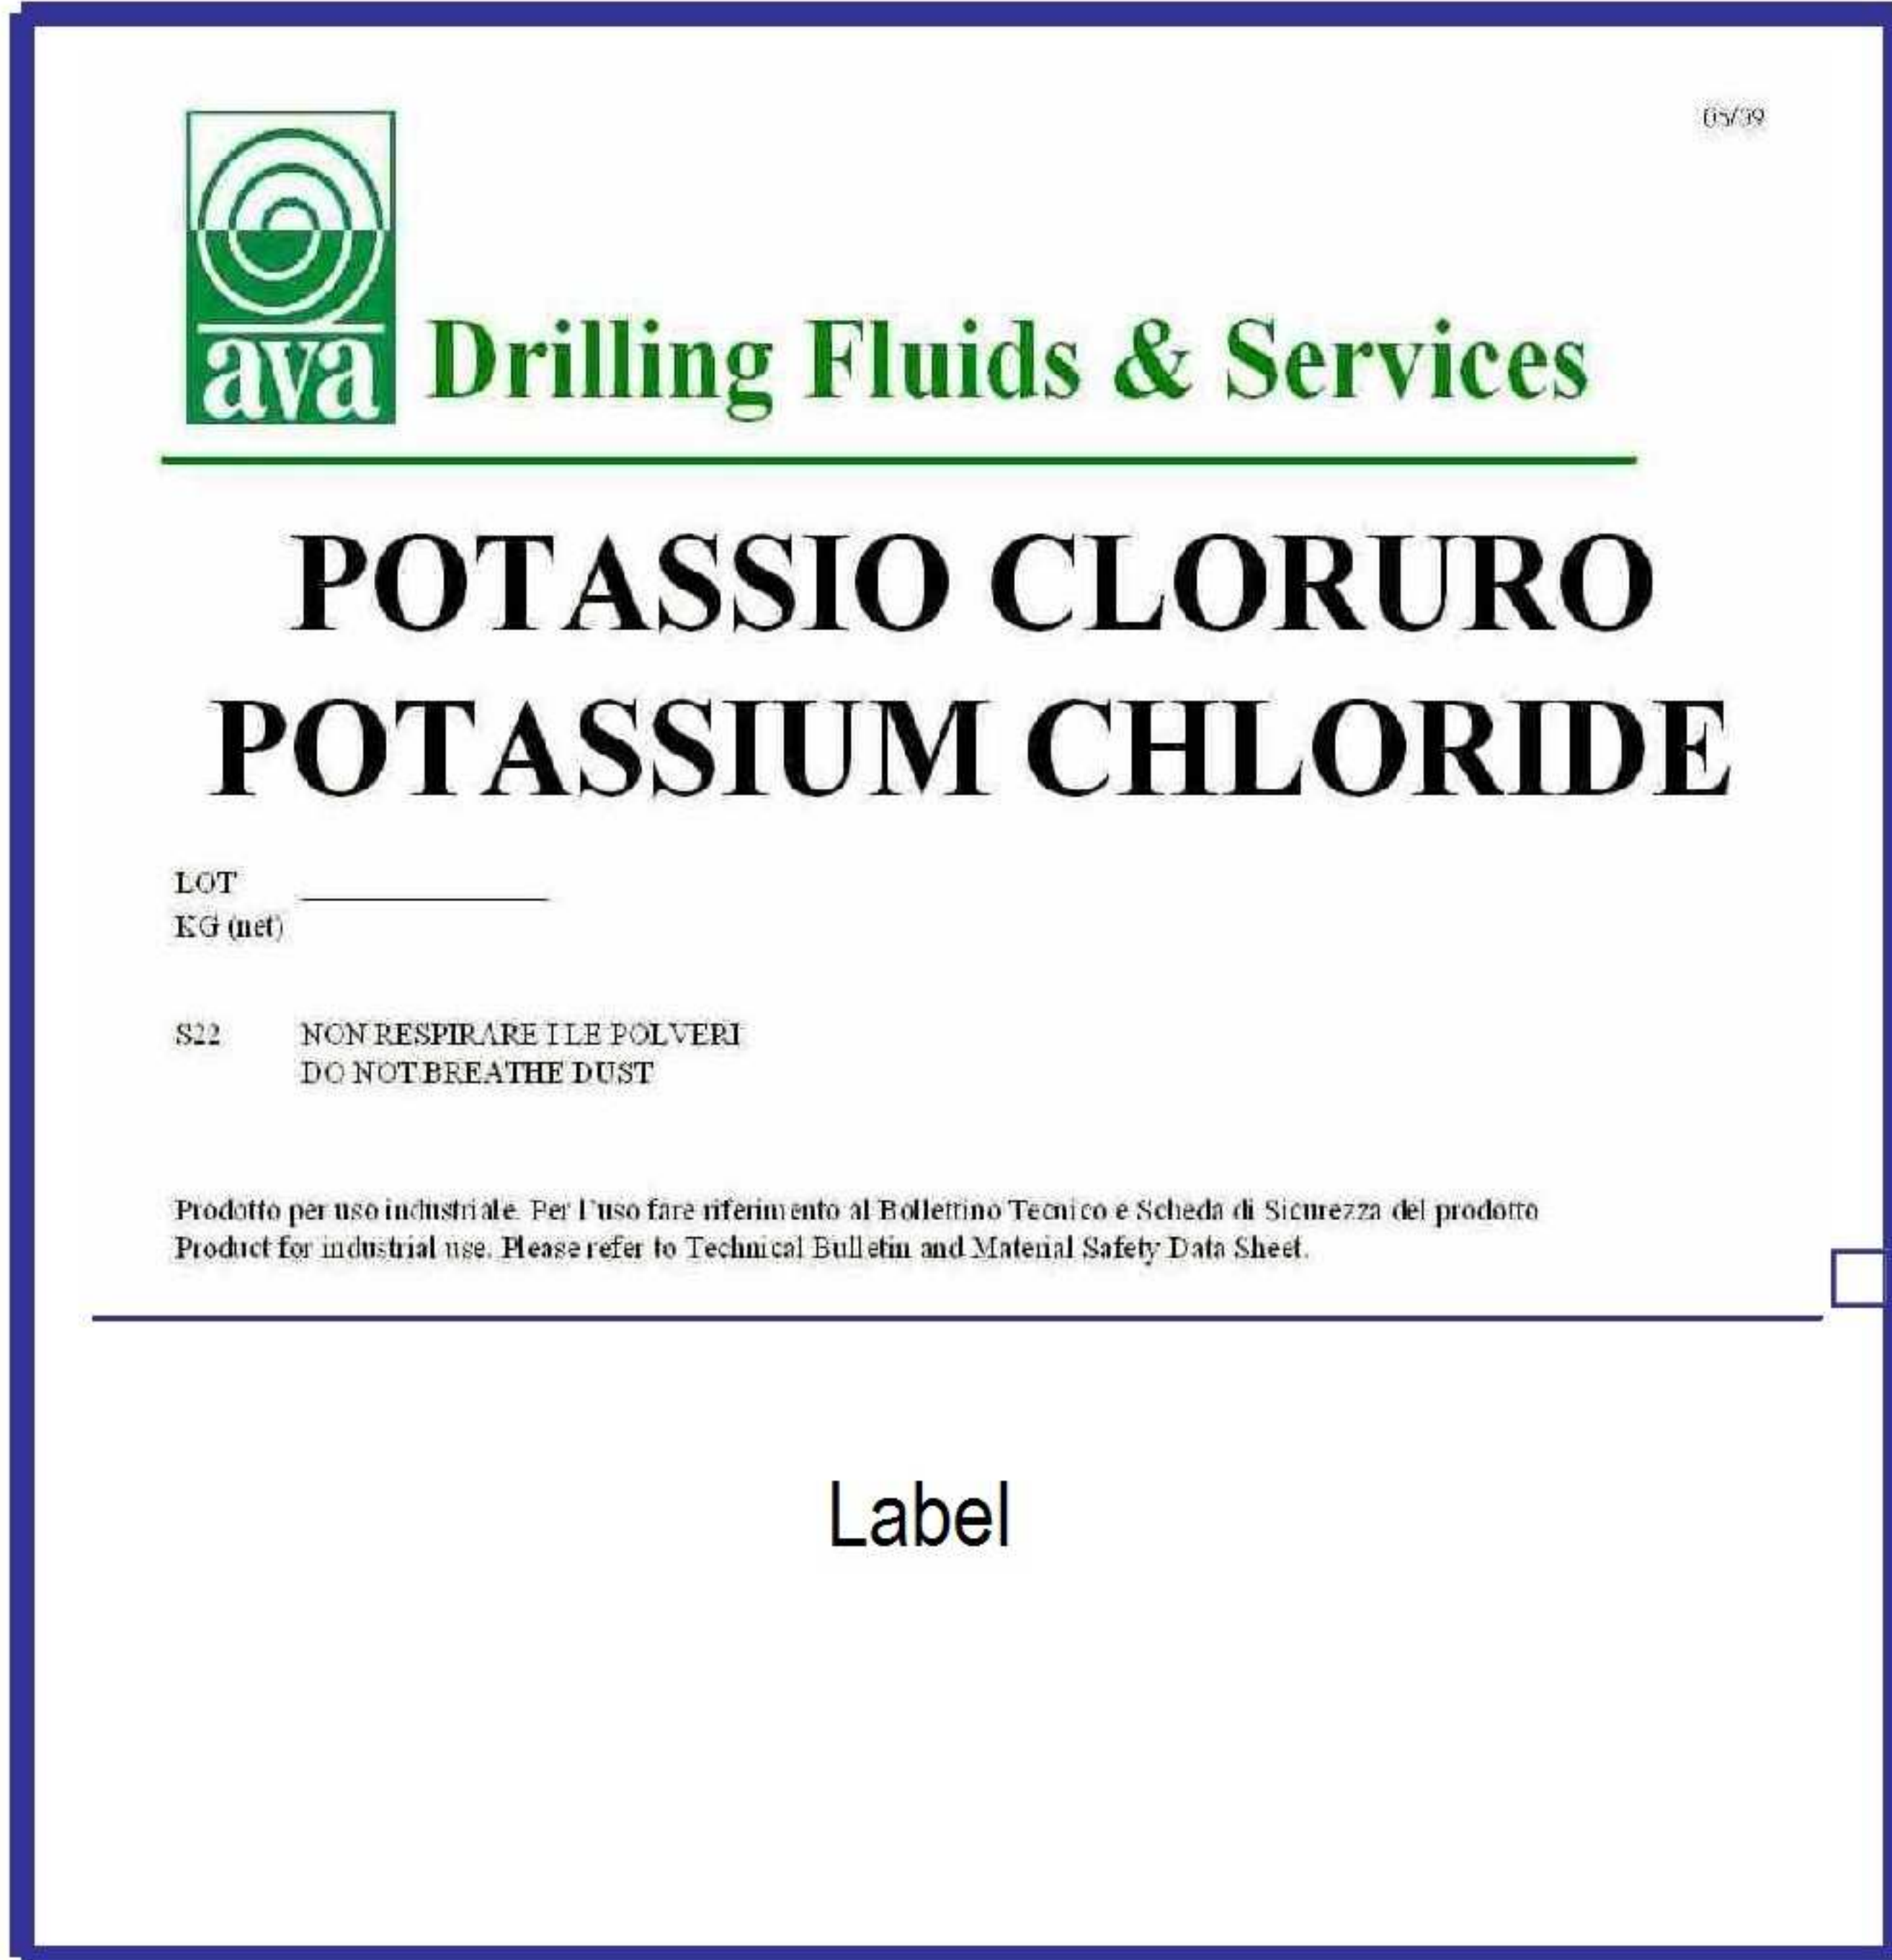 05/09
ava
Drilling Fluids & Services
POTASSIO CLORURO
POTASSIUM CHLORIDE
LOT
KG (net)
S22 NON RESPIRARE I LE POLVERI
DO NOT BREATHE DUST
Prodotto per uso industriale. Per l'uso fare riferimento al Bollettino Tecnico e Scheda di Sicurezza del prodotto
Product for industrial use. Please refer to Technical Bulletin and Material Safety Data Sheet.
Label